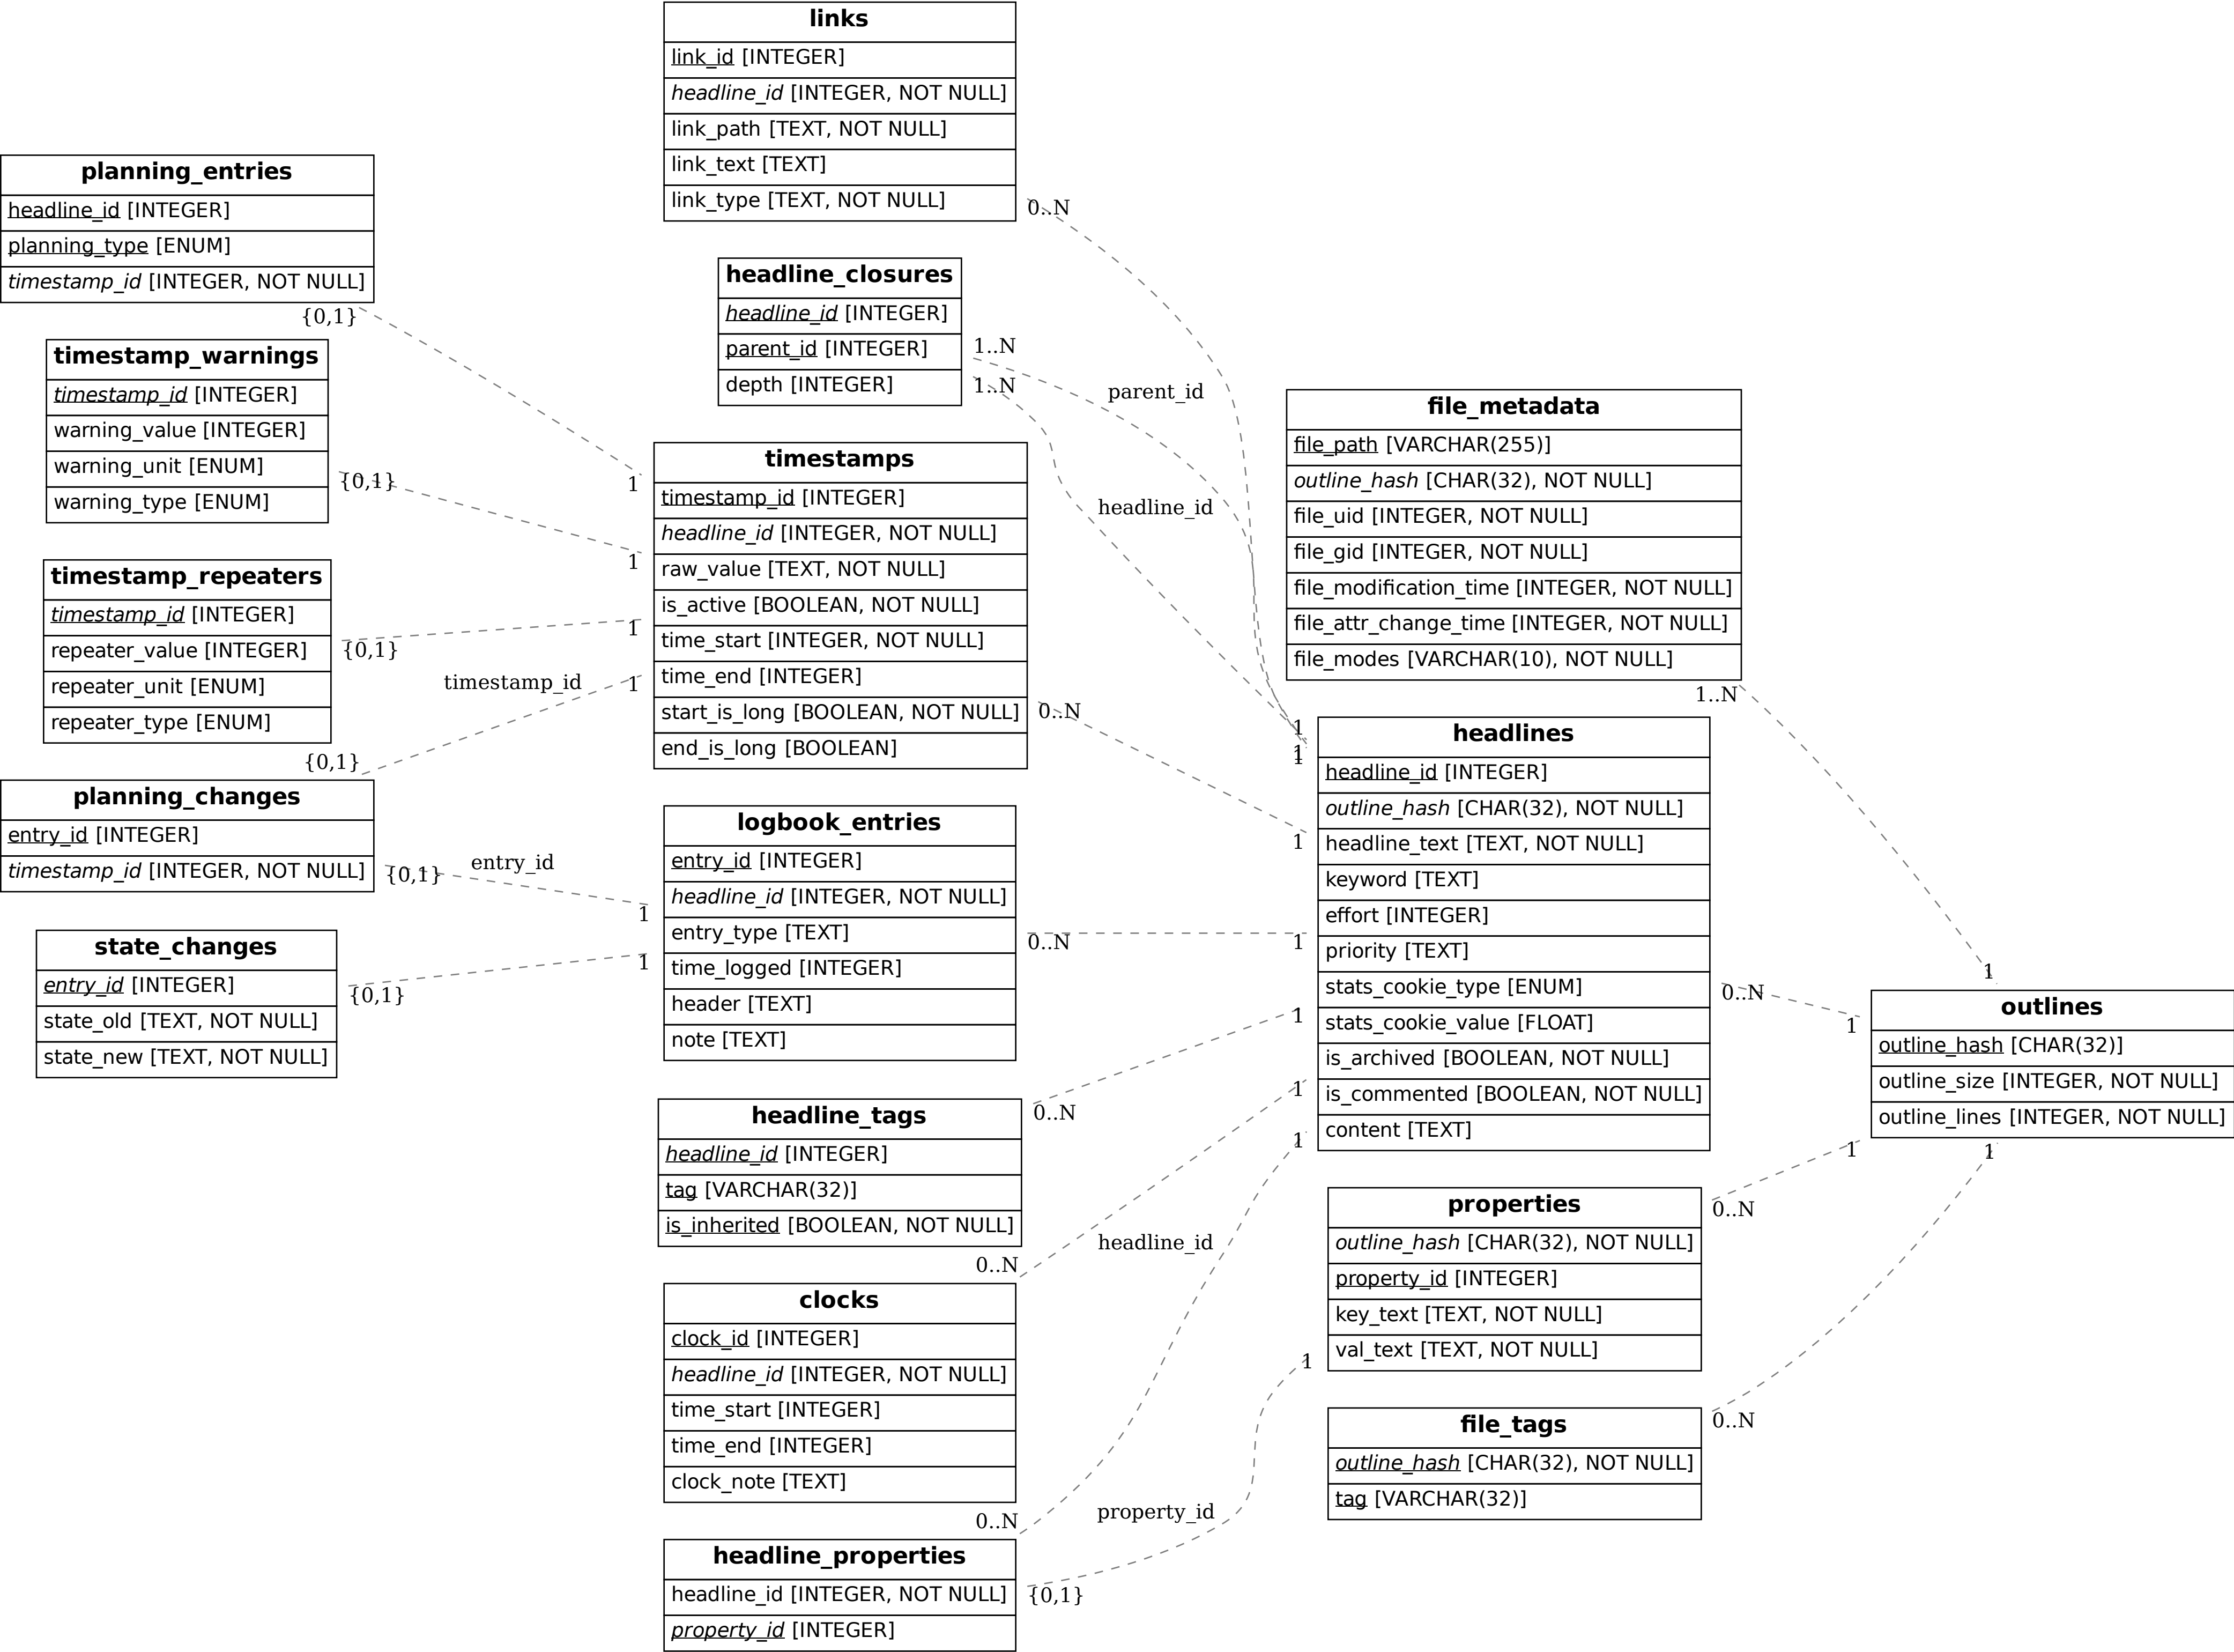 links
link_id [INTEGER]
headline_id [INTEGER, NOT NULL]
link_path [TEXT, NOT NULL]
link_text [TEXT]
link_type [TEXT, NOT NULL]
0..N
planning_entries
headline_id [INTEGER]
planning_type [ENUM]
timestamp_id [INTEGER, NOT NULL]
{0,1}
1
timestamp_warnings
timestamp_id [INTEGER]
warning_value [INTEGER]
warning_unit [ENUM]
warning_type [ENUM]
{0,1}
1
timestamp_repeaters
timestamp_id [INTEGER]
repeater_value [INTEGER]
repeater_unit [ENUM]
repeater_type [ENUM]
{0,1}
1
timestamp_id
1
{0,1}
planning_changes
entry_id [INTEGER]
timestamp_id [INTEGER, NOT NULL]
{0,1}
entry_id
1
state_changes
entry_id [INTEGER]
state_old [TEXT, NOT NULL]
state_new [TEXT, NOT NULL]
{0,1}
1
headline_closures
headline_id [INTEGER]
parent_id [INTEGER]
depth [INTEGER]
1..N
1..N
parent_id
headline_id
timestamps
timestamp_id [INTEGER]
headline_id [INTEGER, NOT NULL]
raw_value [TEXT, NOT NULL]
is_active [BOOLEAN, NOT NULL]
time_start [INTEGER, NOT NULL]
time_end [INTEGER]
start_is_long [BOOLEAN, NOT NULL]
end_is_long [BOOLEAN]
0..N
logbook_entries
entry_id [INTEGER]
headline_id [INTEGER, NOT NULL]
entry_type [TEXT]
time_logged [INTEGER]
header [TEXT]
note [TEXT]
0..N
headline_tags
headline_id [INTEGER]
tag [VARCHAR(32)]
is_inherited [BOOLEAN, NOT NULL]
0..N
0..N
clocks
clock_id [INTEGER]
headline_id [INTEGER, NOT NULL]
time_start [INTEGER]
time_end [INTEGER]
clock_note [TEXT]
headline_id
0..N
headline_properties
headline_id [INTEGER, NOT NULL]
property_id [INTEGER]
{0,1}
property_id
1
file_metadata
file_path [VARCHAR(255)]
outline_hash [CHAR(32), NOT NULL]
file_uid [INTEGER, NOT NULL]
file_gid [INTEGER, NOT NULL]
file_modification_time [INTEGER, NOT NULL]
file_attr_change_time [INTEGER, NOT NULL]
file_modes [VARCHAR(10), NOT NULL]
1..N
1
1
1
headlines
headline_id [INTEGER]
outline_hash [CHAR(32), NOT NULL]
headline_text [TEXT, NOT NULL]
keyword [TEXT]
effort [INTEGER]
priority [TEXT]
stats_cookie_type [ENUM]
stats_cookie_value [FLOAT]
is_archived [BOOLEAN, NOT NULL]
is_commented [BOOLEAN, NOT NULL]
content [TEXT]
1
1
1
1
1
0..N
1
1
outlines
outline_hash [CHAR(32)]
outline_size [INTEGER, NOT NULL]
outline_lines [INTEGER, NOT NULL]
1
1
properties
outline_hash [CHAR(32), NOT NULL]
property_id [INTEGER]
key_text [TEXT, NOT NULL]
val_text [TEXT, NOT NULL]
0..N
file_tags
outline_hash [CHAR(32), NOT NULL]
tag [VARCHAR(32)]
0..N